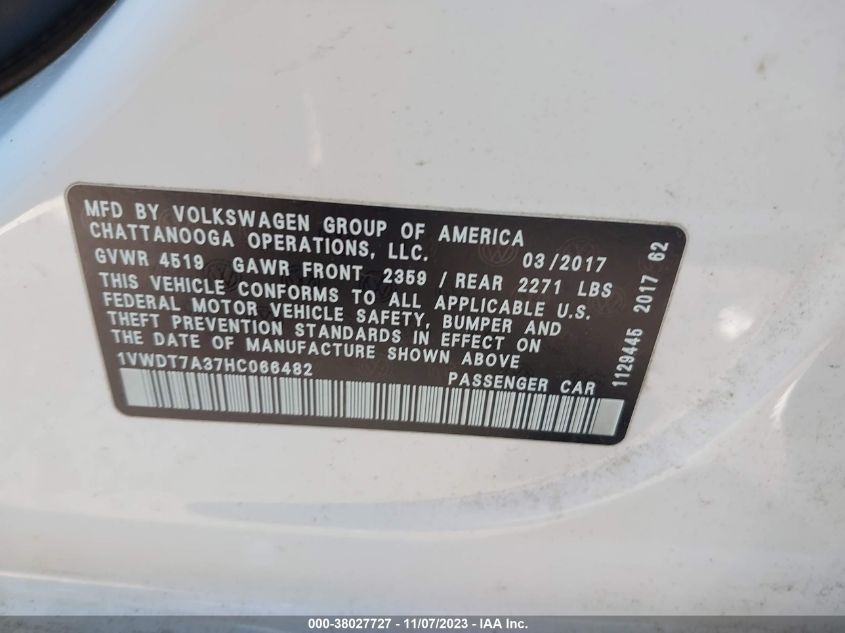 MFD BY VOLKSWAGEN GROUP OF AMERICA
CHATTANOOGA OPERATIONS, LLC. 03/2017
GVWR 4519 GAWR FRONT 2359 / REAR 2271 LBS
THIS VEHICLE CONFORMS TO ALL APPLICABLE U.S.
FEDERAL MOTOR VEHICLE SAFETY, BUMPER AND
THEFT PREVENTION STANDARDS IN EFFECT ON
THE DATE OF MANUFACTURE SHOWN ABOVE
1VWDT7A37HC066482 PASSENGER CAR
1129445 2017 62
000-38027727 - 11/07/2023 - IAA Inc.